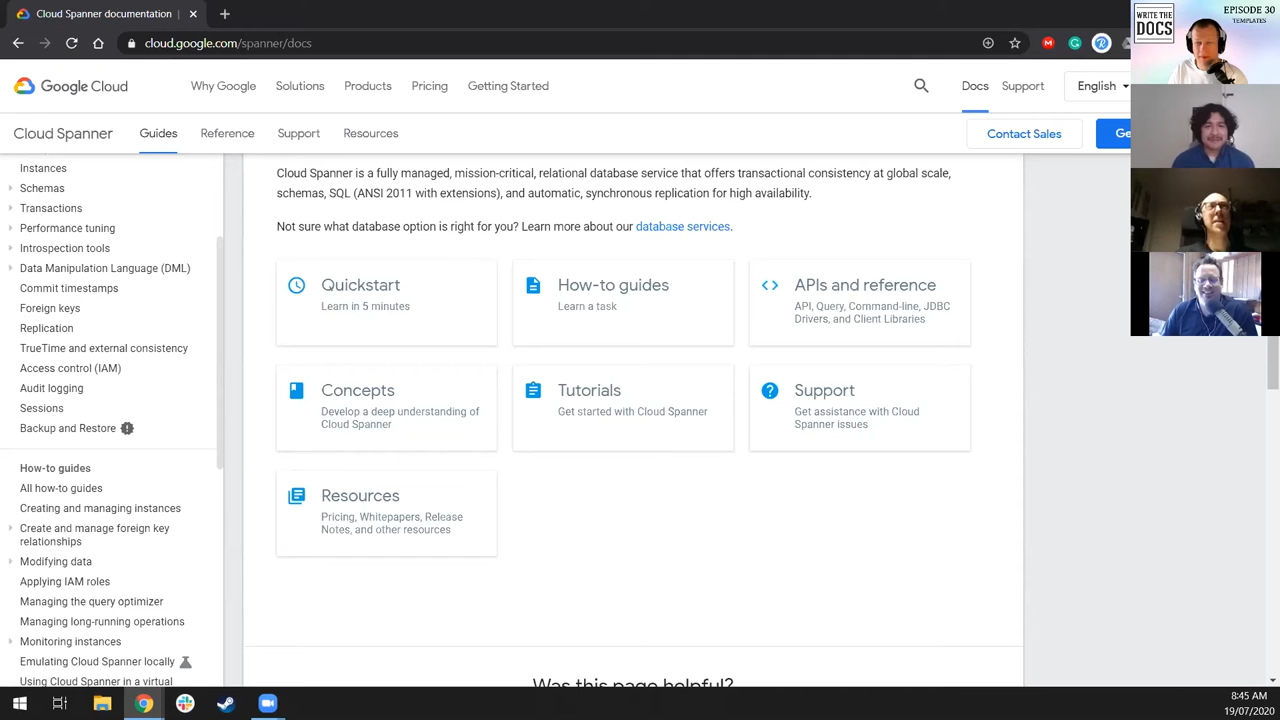 Cloud Spanner documentation
WRITE THE
DOCS
EPISODE 30
TEMPLATES
cloud.google.com/spanner/docs
Google Cloud
Why Google
Solutions
Products
Pricing
Getting Started
Docs
Support
English
Cloud Spanner
Guides
Reference
Support
Resources
Contact Sales
Ge
Instances
Schemas
Transactions
Performance tuning
Introspection tools
Data Manipulation Language (DML)
Commit timestamps
Foreign keys
Replication
TrueTime and external consistency
Access control (IAM)
Audit logging
Sessions
Backup and Restore
How-to guides
All how-to guides
Creating and managing instances
Create and manage foreign key
relationships
Modifying data
Applying IAM roles
Managing the query optimizer
Managing long-running operations
Monitoring instances
Emulating Cloud Spanner locally
Using Cloud Spanner in a virtual
Cloud Spanner is a fully managed, mission-critical, relational database service that offers transactional consistency at global scale,
schemas, SQL (ANSI 2011 with extensions), and automatic, synchronous replication for high availability.
Not sure what database option is right for you? Learn more about our database services.
Quickstart
Learn in 5 minutes
How-to guides
Learn a task
APIs and reference
API, Query, Command-line, JDBC
Drivers, and Client Libraries
Concepts
Develop a deep understanding of
Cloud Spanner
Tutorials
Get started with Cloud Spanner
Support
Get assistance with Cloud
Spanner issues
Resources
Pricing, Whitepapers, Release
Notes, and other resources
Was this page helpful?
8:45 AM
19/07/2020